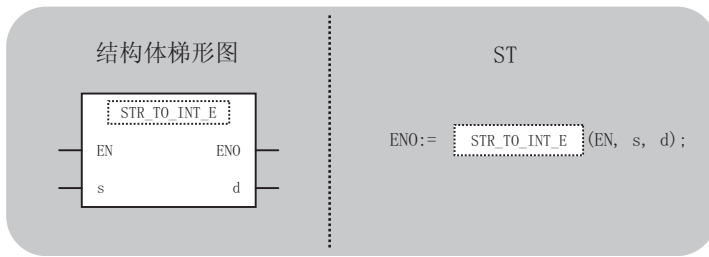 结构体梯形图
STR_TO_INT_E
EN ENO
s d
ST
ENO:= STR_TO_INT_E (EN, s, d);